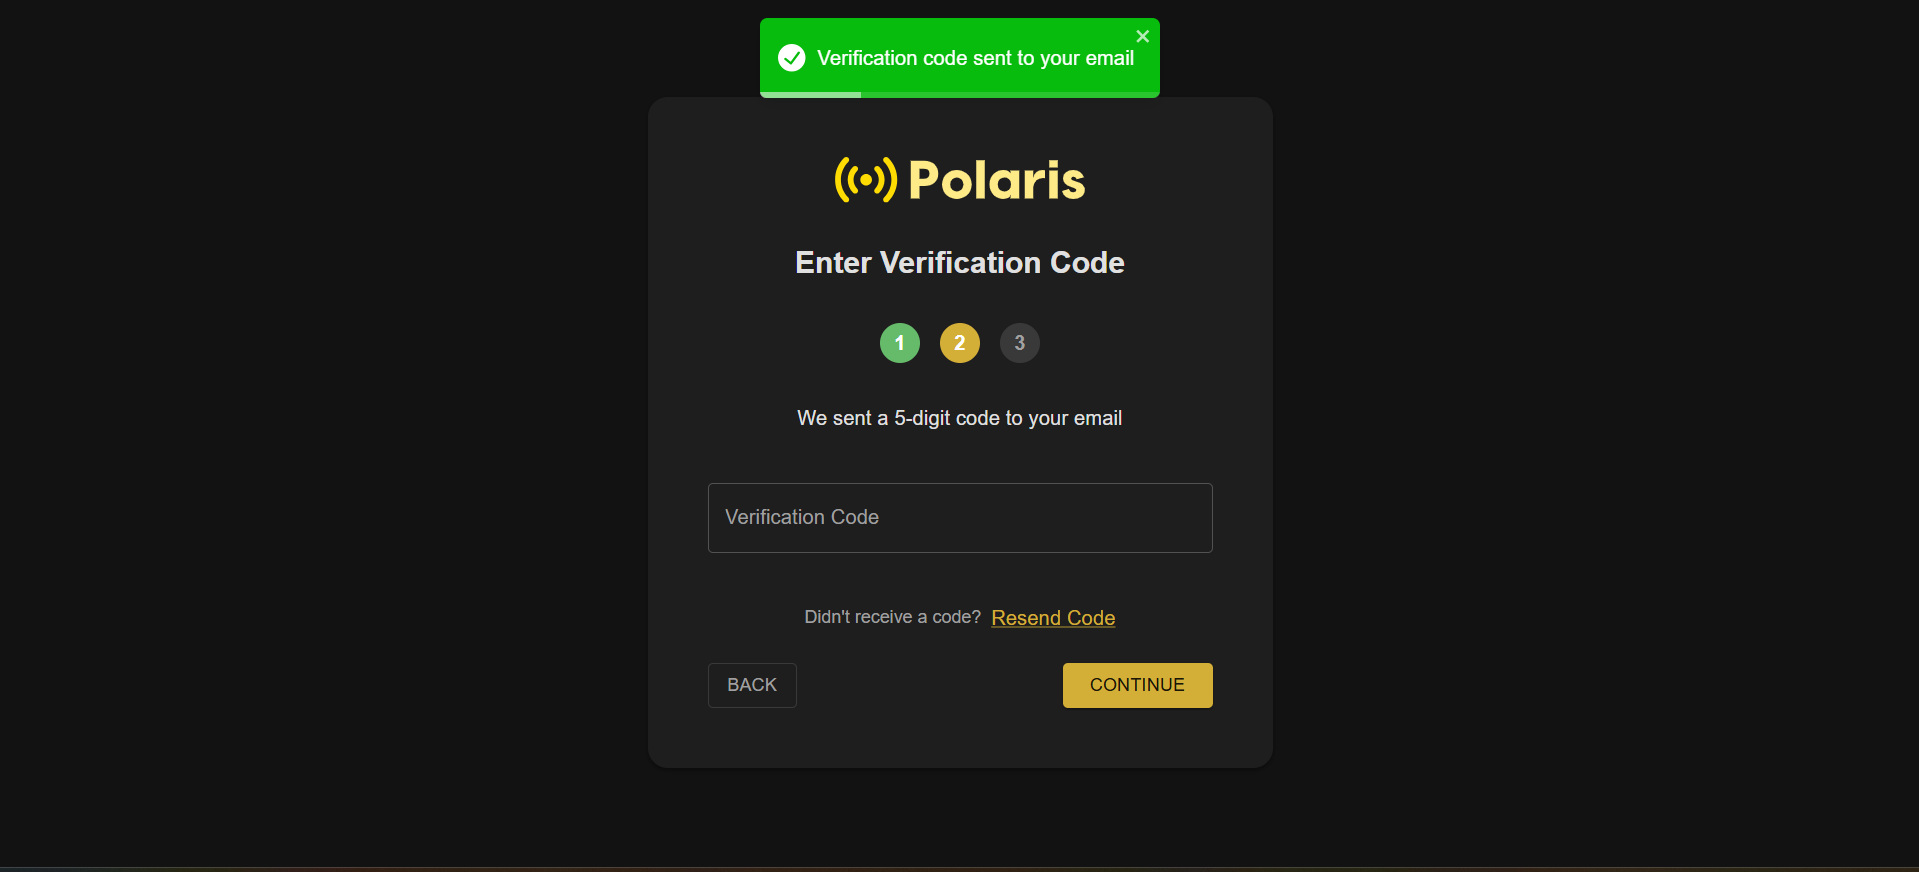 Verification code sent to your email
Polaris
Enter Verification Code
1 2 3
We sent a 5-digit code to your email
Verification Code
Didn't receive a code? Resend Code
BACK CONTINUE